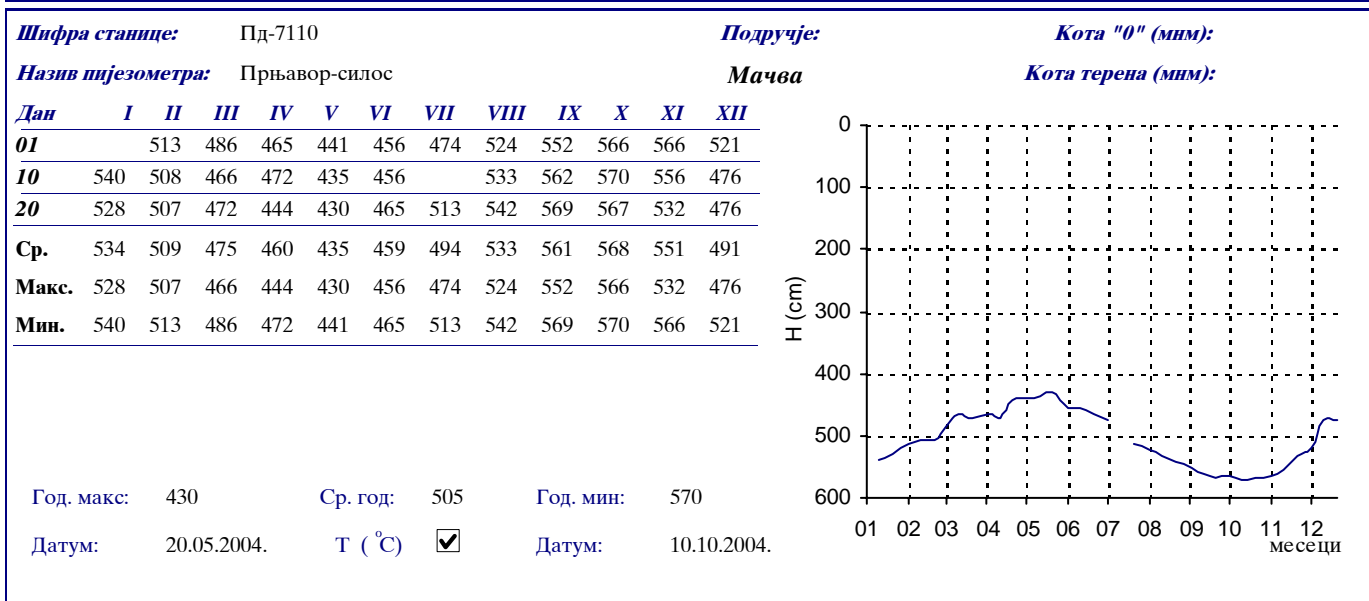 Шифра станице: Пд-7110 Подручје: Кота "0" (мнм):
Назив пијезометра: Прњавор-силос Мачва Кота терена (мнм):
Дан I II III IV V VI VII VIII IX X XI XII
01 513 486 465 441 456 474 524 552 566 566 521
10 540 508 466 472 435 456 533 562 570 556 476
20 528 507 472 444 430 465 513 542 569 567 532 476
Ср. 534 509 475 460 435 459 494 533 561 568 551 491
Макс. 528 507 466 444 430 456 474 524 552 566 532 476
Мин. 540 513 486 472 441 465 513 542 569 570 566 521
0
100
200
300
400
500
600
H (cm)
01 02 03 04 05 06 07 08 09 10 11 12
месеци
Год. макс: 430 Ср. год: 505 Год. мин: 570
Датум: 20.05.2004. Т ( °C) ☑ Датум: 10.10.2004.